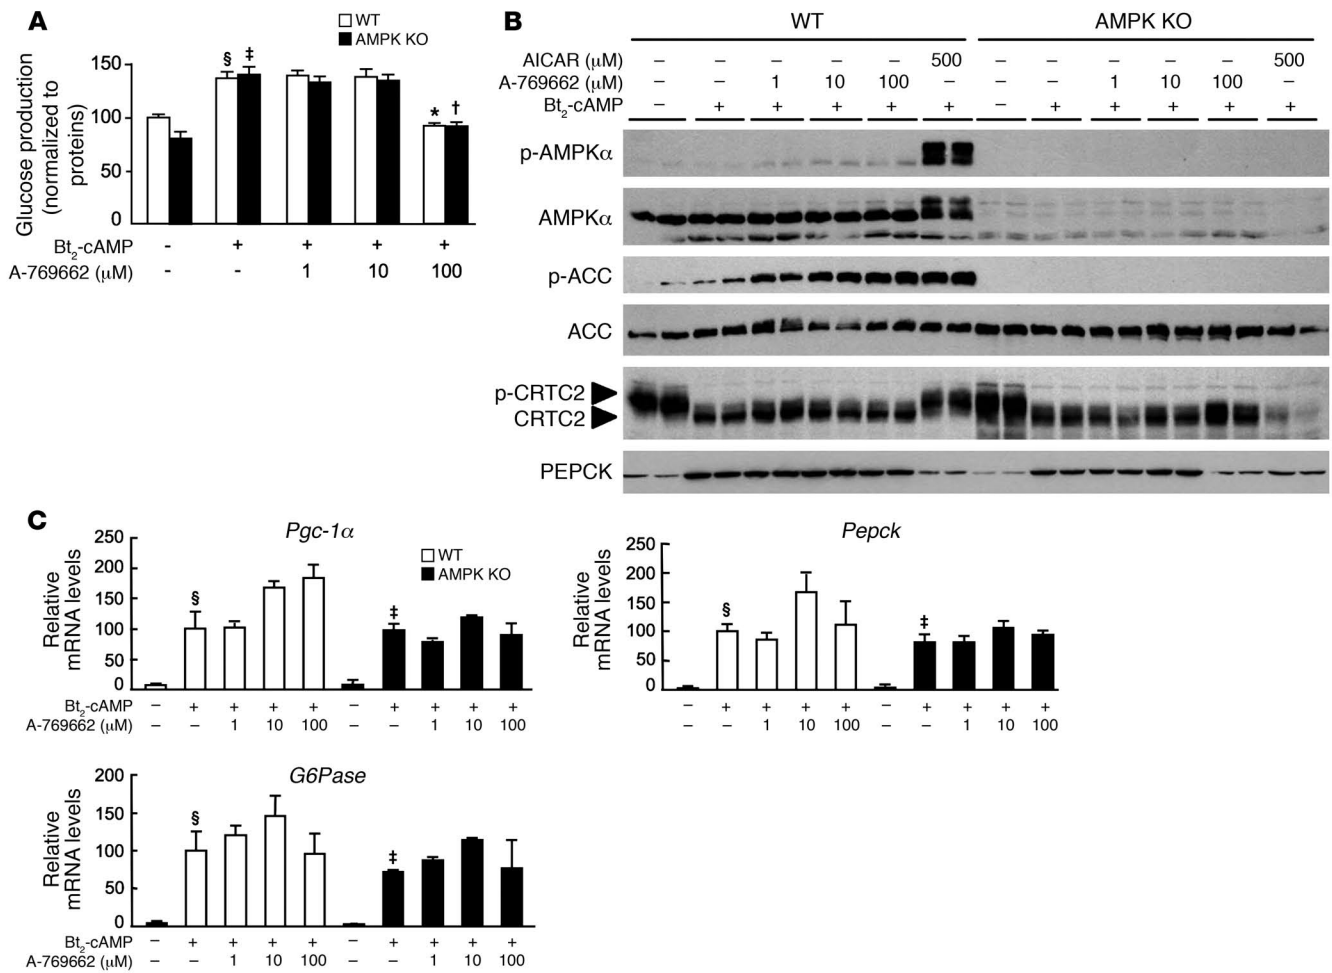 A
WT
AMPK KO
Glucose production
(normalized to
proteins)
150
100
50
0
Bt2-cAMP - + + + +
A-769662 (μM) - - 1 10 100
B
WT AMPK KO
AICAR (μM) – – – – – 500 – – – – – 500
A-769662 (μM) – – 1 10 100 – – – 1 10 100 –
Bt2-cAMP – + + + + + – + + + + +
p-AMPKα
AMPKα
p-ACC
ACC
p-CRTC2
CRTC2
PEPCK
§ ‡ * †
C
Pgc-1α
WT
AMPK KO
Relative
mRNA levels
250
200
150
100
50
0
§ ‡
Bt2-cAMP – + + + + – + + + +
A-769662 (μM) – – 1 10 100 – – 1 10 100
Pepck
Relative
mRNA levels
250
200
150
100
50
0
§ ‡
– + + + + – + + + +
– – 1 10 100 – – 1 10 100
G6Pase
Relative
mRNA levels
200
150
100
50
0
§ ‡
Bt2-cAMP – + + + + – + + + +
A-769662 (μM) – – 1 10 100 – – 1 10 100